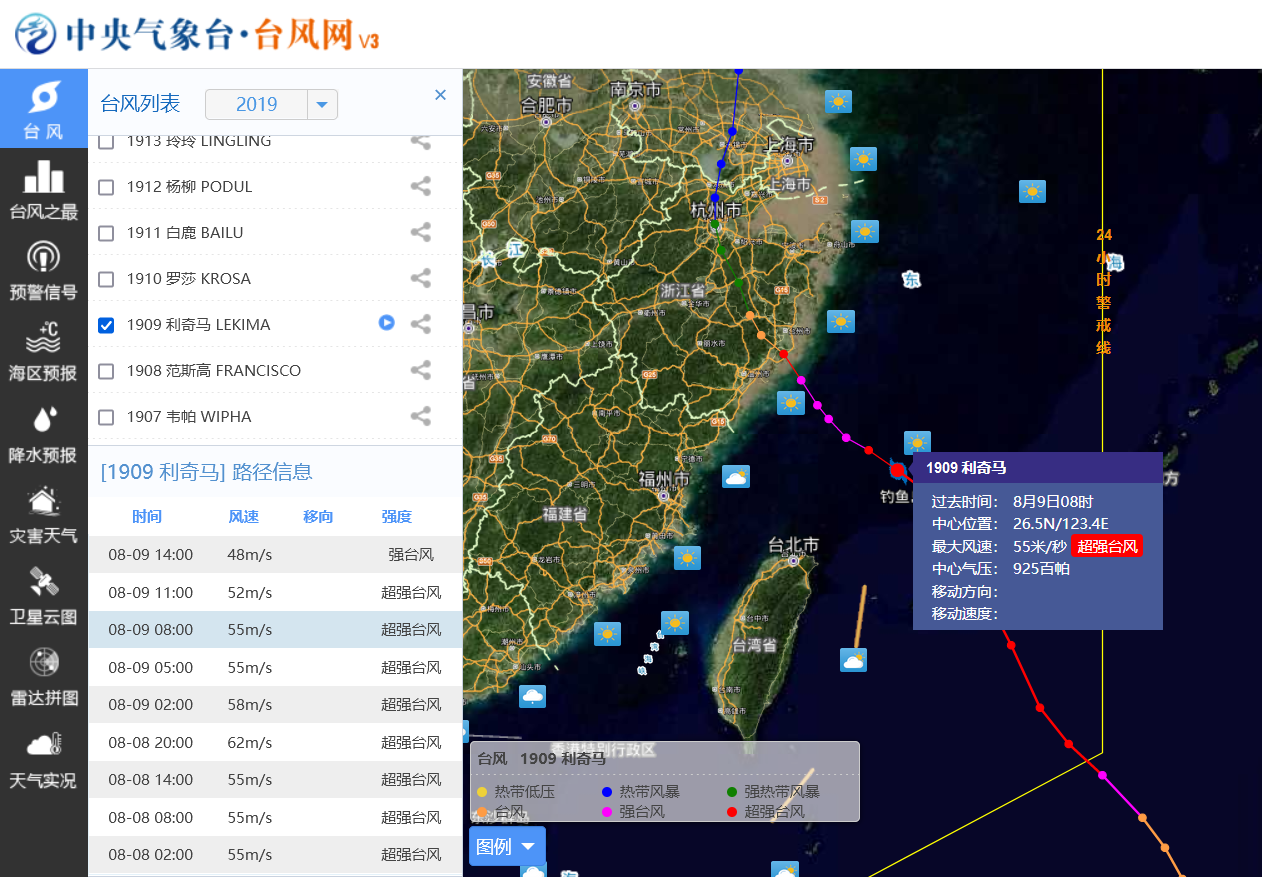 中央气象台·台风网 V3
台风
台风之最
预警信号
海区预报
降水预报
灾害天气
卫星云图
雷达拼图
天气实况
台风列表 2019 ×
1913 玲玲 LINGLING
1912 杨柳 PODUL
1911 白鹿 BAILU
1910 罗莎 KROSA
1909 利奇马 LEKIMA
1908 范斯高 FRANCISCO
1907 韦帕 WIPHA
[1909 利奇马] 路径信息
时间 风速 移向 强度
08-09 14:00 48m/s 强台风
08-09 11:00 52m/s 超强台风
08-09 08:00 55m/s 超强台风
08-09 05:00 55m/s 超强台风
08-09 02:00 58m/s 超强台风
08-08 20:00 62m/s 超强台风
08-08 14:00 55m/s 超强台风
08-08 08:00 55m/s 超强台风
08-08 02:00 55m/s 超强台风
安徽省
南京市
合肥市
上海市
上海市
杭州市
长
江
浙江省
昌市
东
海
24
小
时
警
戒
线
福州市
福建省
台北市
台湾省
钓鱼
方
香港特别行政区
1909 利奇马
过去时间： 8月9日08时
中心位置： 26.5N/123.4E
最大风速： 55米/秒 超强台风
中心气压： 925百帕
移动方向：
移动速度：
台风 1909 利奇马
热带低压 热带风暴 强热带风暴
台风 强台风 超强台风
图例
海